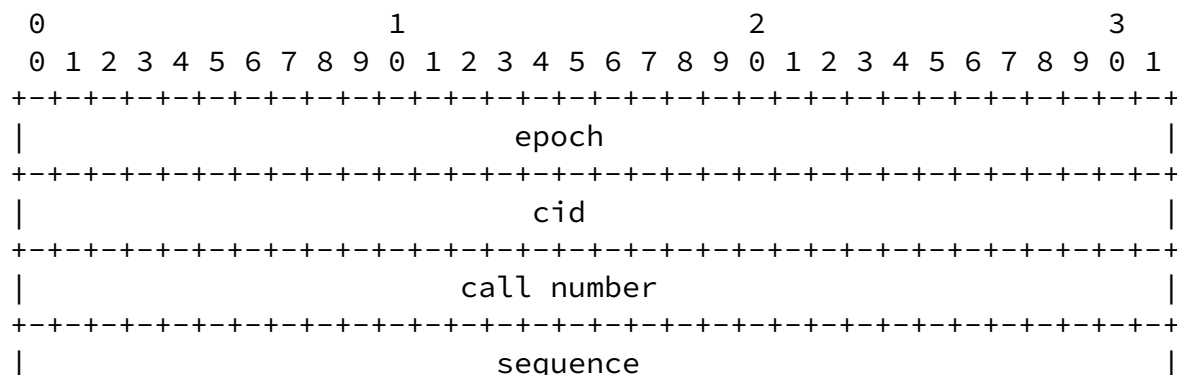 0                   1                   2                   3
 0 1 2 3 4 5 6 7 8 9 0 1 2 3 4 5 6 7 8 9 0 1 2 3 4 5 6 7 8 9 0 1
+-+-+-+-+-+-+-+-+-+-+-+-+-+-+-+-+-+-+-+-+-+-+-+-+-+-+-+-+-+-+-+-+
|                           epoch                               |
+-+-+-+-+-+-+-+-+-+-+-+-+-+-+-+-+-+-+-+-+-+-+-+-+-+-+-+-+-+-+-+-+
|                            cid                                |
+-+-+-+-+-+-+-+-+-+-+-+-+-+-+-+-+-+-+-+-+-+-+-+-+-+-+-+-+-+-+-+-+
|                        call number                            |
+-+-+-+-+-+-+-+-+-+-+-+-+-+-+-+-+-+-+-+-+-+-+-+-+-+-+-+-+-+-+-+-+
|                          sequence                             |